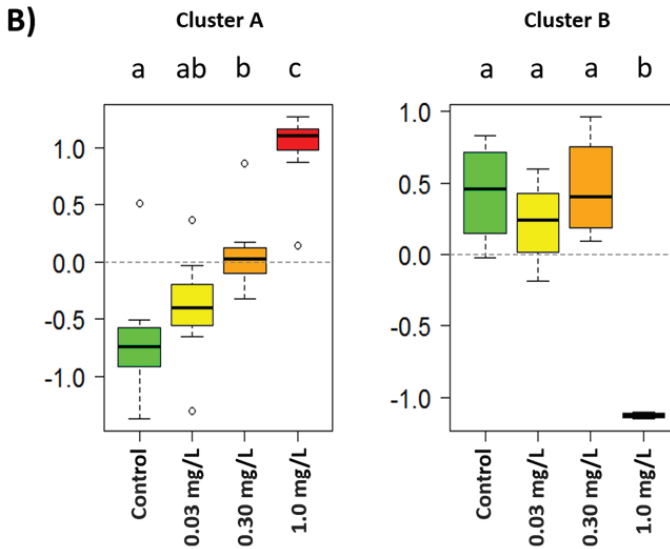 B)
Cluster A
a ab b c
1.0
0.5
0.0
-0.5
-1.0
Control
0.03 mg/L
0.30 mg/L
1.0 mg/L
Cluster B
a a a b
1.0
0.5
0.0
-0.5
-1.0
Control
0.03 mg/L
0.30 mg/L
1.0 mg/L